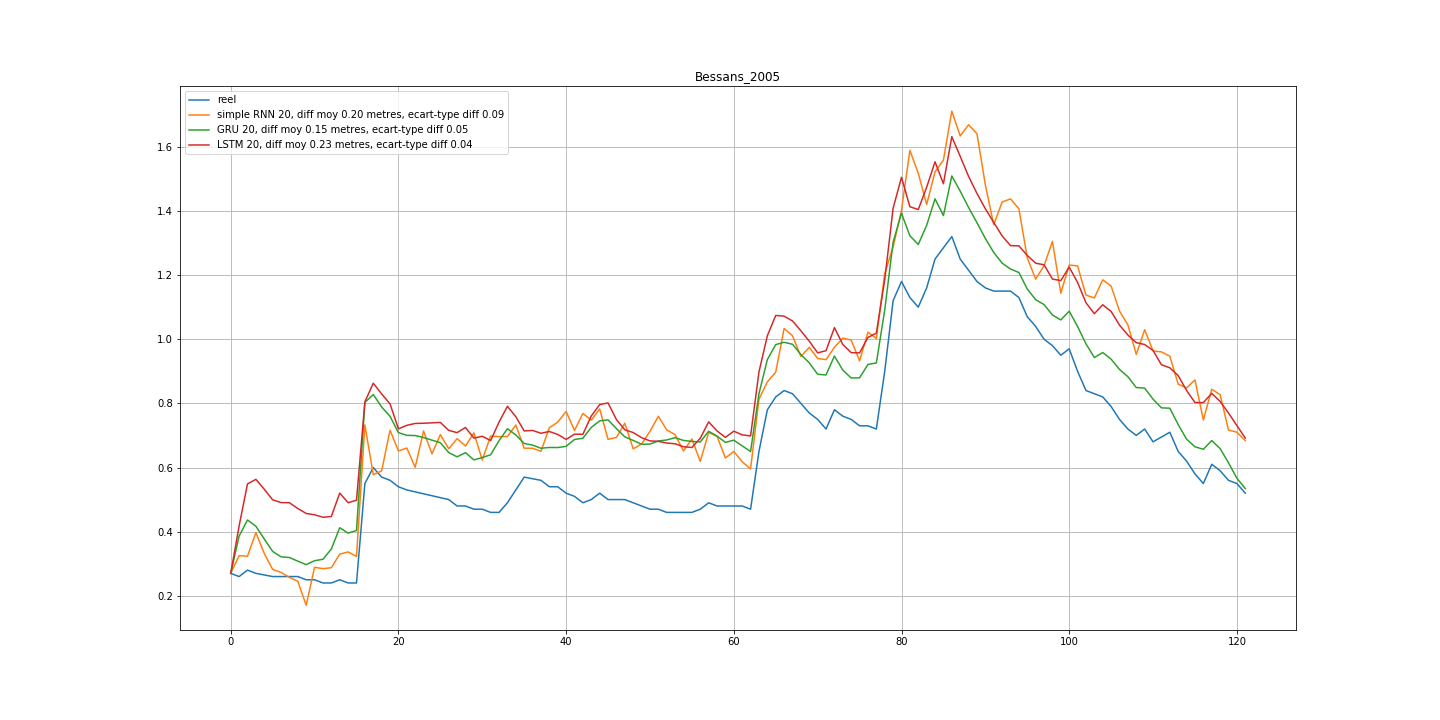 Bessans_2005
reel
simple RNN 20, diff moy 0.20 metres, ecart-type diff 0.09
GRU 20, diff moy 0.15 metres, ecart-type diff 0.05
LSTM 20, diff moy 0.23 metres, ecart-type diff 0.04
1.6
1.4
1.2
1.0
0.8
0.6
0.4
0.2
0 20 40 60 80 100 120